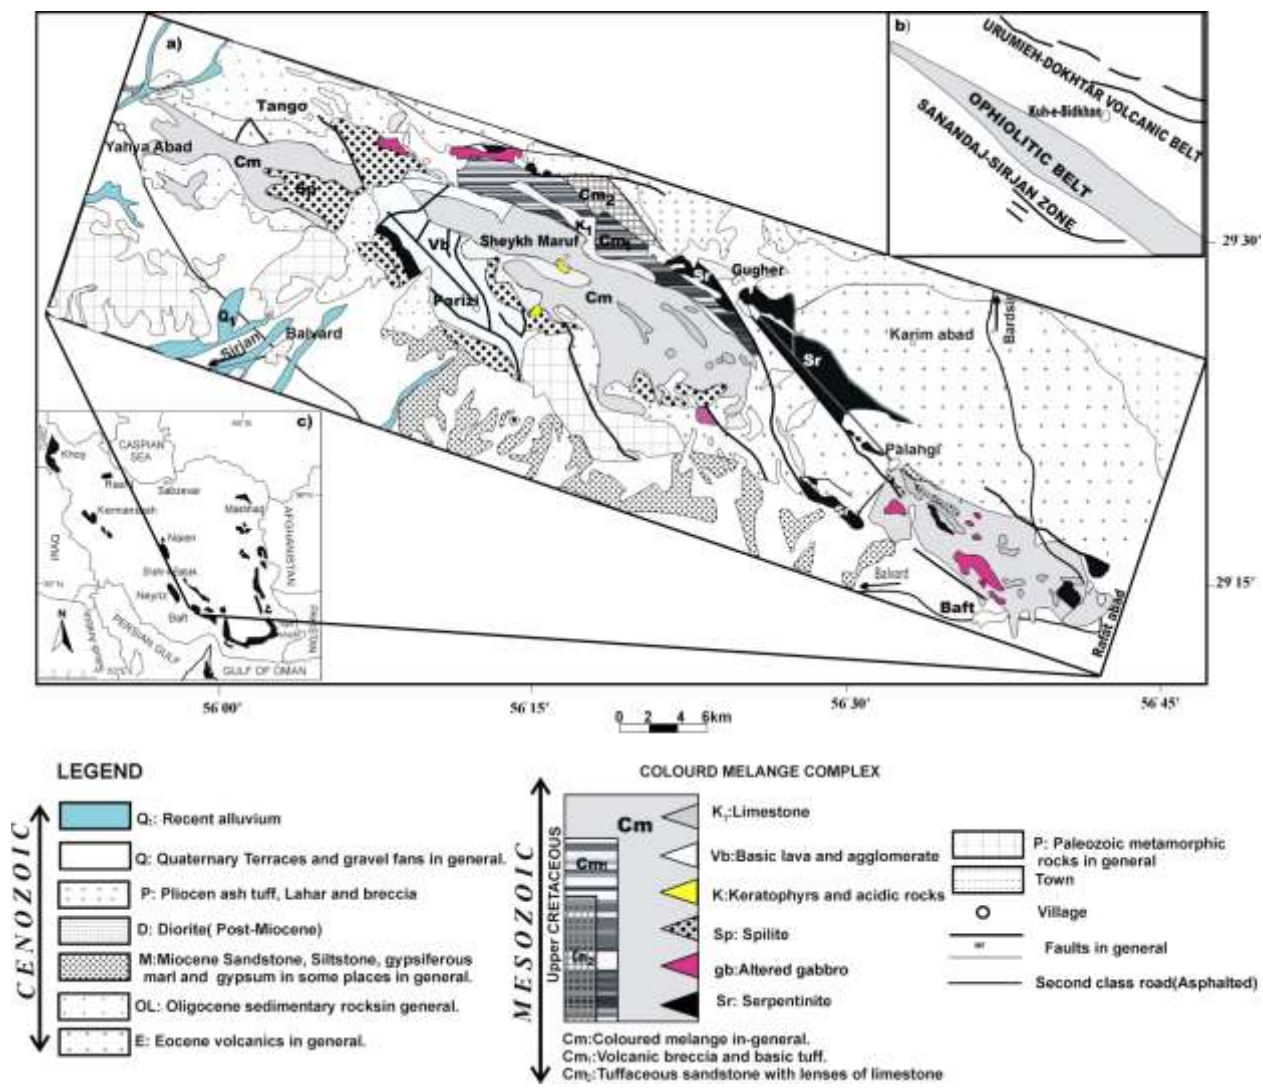 a)
Tango
Yahya Abad
Cm
Sp
Cm2
K1
Cm1
Vb
Sheykh Maruf
Sr
Gugher
Cm
Parizi
Q1
Balvard
Sirjan
Karim abad
Bardsir
Sr
Palahgi
Balvard
Baft
Rafat abad
b)
URUMIEH-DOKHTAR VOLCANIC BELT
Kuh-e-Bidkhan
OPHIOLITIC BELT
SANANDAJ-SIRJAN ZONE
29 30'
29 15'
c)
CASPIAN SEA
Khoy
Sabzevar
Mashhad
Kermanshah
AFGHANISTAN
Naien
Neyriz
Baft
N
PERSIAN GULF
GULF OF OMAN
Saudi Arabia
56°00'
56°15'
56°30'
56°45'
0 2 4 6km
LEGEND
CENOZOIC
Q1: Recent alluvium
Q: Quaternary Terraces and gravel fans in general.
P: Pliocen ash tuff, Lahar and breccia
D: Diorite( Post-Miocene)
M:Miocene Sandstone, Siltstone, gypsiferous
marl and gypsum in some places in general.
OL: Oligocene sedimentary rocksin general.
E: Eocene volcanics in general.
COLOURD MELANGE COMPLEX
MESOZOIC
Upper CRETACEOUS
Cm
Cm1
Cm2
K1:Limestone
Vb:Basic lava and agglomerate
K:Keratophyrs and acidic rocks
Sp: Spilite
gb:Altered gabbro
Sr: Serpentinite
Cm:Coloured melange in-general.
Cm1:Volcanic breccia and basic tuff.
Cm2:Tuffaceous sandstone with lenses of limestone
P: Paleozoic metamorphic
rocks in general
Town
Village
Faults in general
Second class road(Asphalted)